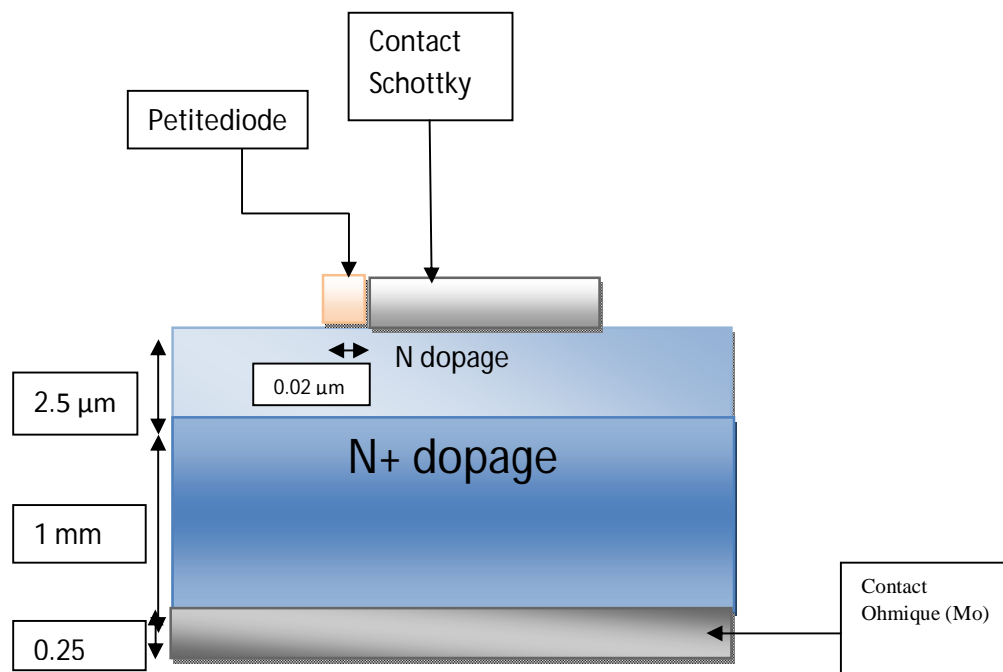 Contact
Schottky
Petitediode
N dopage
0.02 µm
2.5 µm
N+ dopage
1 mm
Contact
Ohmique (Mo)
0.25